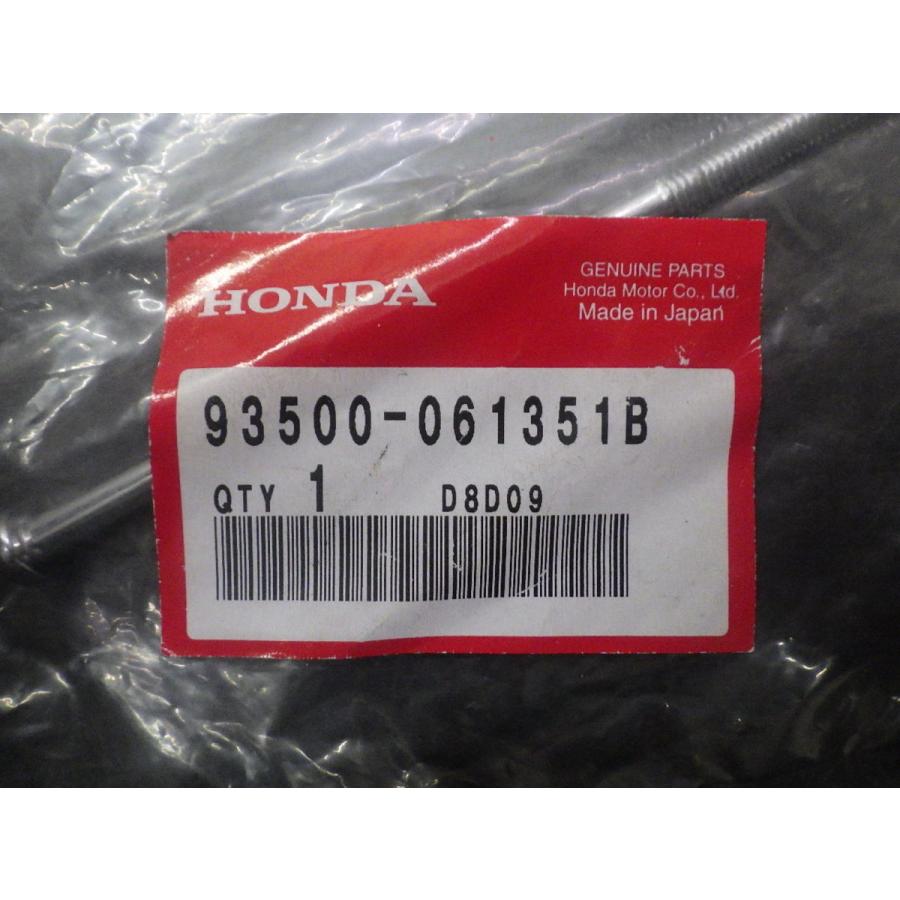 HONDA
GENUINE PARTS
Honda Motor Co., Ltd.
Made in Japan
93500-061351B
QTY 1 D8D09